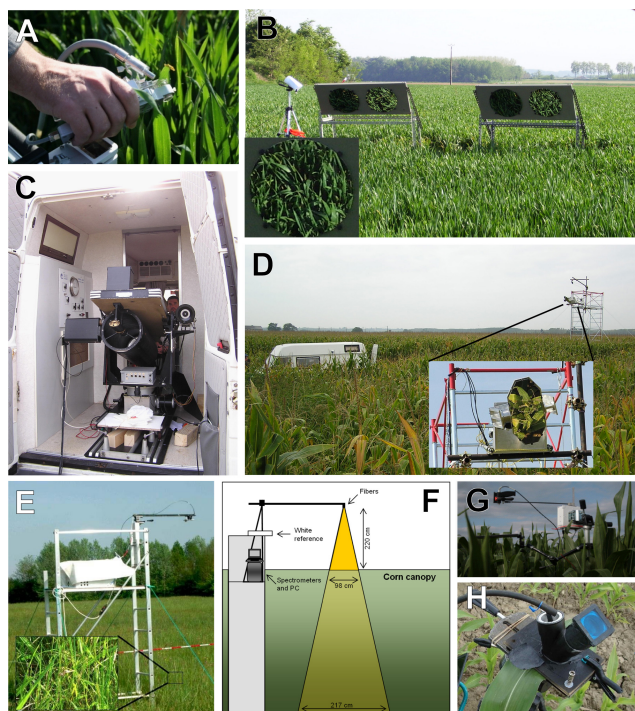 A
B
C
D
E
Fibers
F
White
reference
220 cm
Spectrometers
and PC
98 cm
Corn canopy
217 cm
G
H